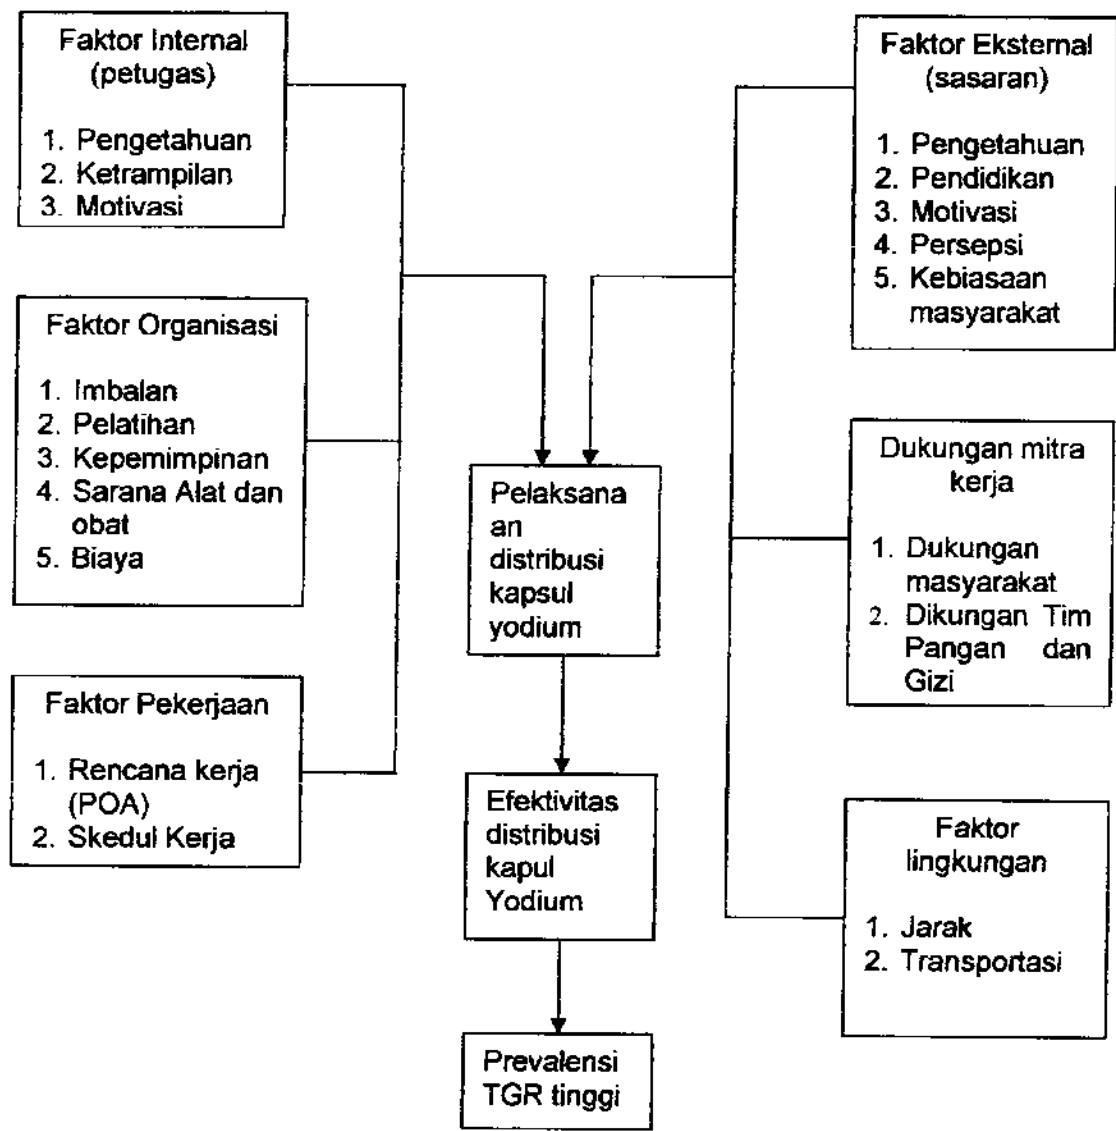 Faktor Internal
(petugas)
1. Pengetahuan
2. Ketrampilan
3. Motivasi
Faktor Organisasi
1. Imbalan
2. Pelatihan
3. Kepemimpinan
4. Sarana Alat dan
obat
5. Biaya
Faktor Pekerjaan
1. Rencana kerja
(POA)
2. Skedul Kerja
Pelaksana
an
distribusi
kapsul
yodium
Efektivitas
distribusi
kapul
Yodium
Prevalensi
TGR tinggi
Faktor Eksternal
(sasaran)
1. Pengetahuan
2. Pendidikan
3. Motivasi
4. Persepsi
5. Kebiasaan
masyarakat
Dukungan mitra
kerja
1. Dukungan
masyarakat
2. Dikungan Tim
Pangan dan
Gizi
Faktor
lingkungan
1. Jarak
2. Transportasi